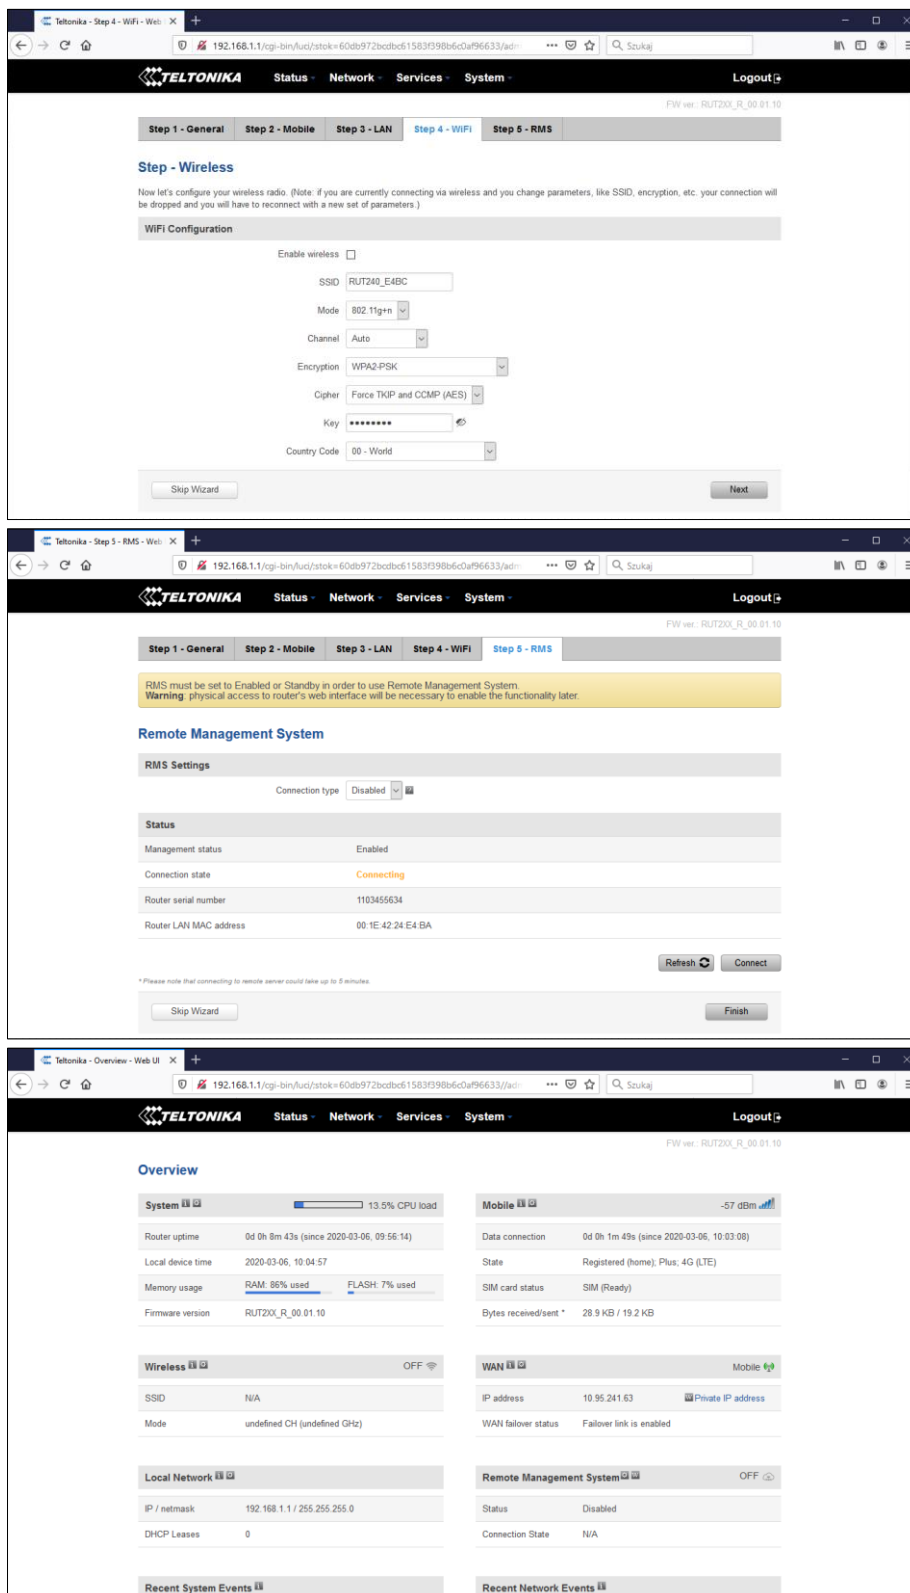 Teltonika - Step 4 - WiFi - Web
192.168.1.1/cgi-bin/luci/;stok=60db972bcdbc61583f398b6c0af96633/adm
Szukaj
TELTONIKA Status Network Services System Logout
FW ver.: RUT2XX_R_00.01.10
Step 1 - General Step 2 - Mobile Step 3 - LAN Step 4 - WiFi Step 5 - RMS
Step - Wireless
Now let's configure your wireless radio. (Note: if you are currently connecting via wireless and you change parameters, like SSID, encryption, etc. your connection will
be dropped and you will have to reconnect with a new set of parameters.)
WiFi Configuration
Enable wireless
SSID RUT240_E4BC
Mode 802.11g+n
Channel Auto
Encryption WPA2-PSK
Cipher Force TKIP and CCMP (AES)
Key ••••••••
Country Code 00 - World
Skip Wizard Next
Teltonika - Step 5 - RMS - Web
192.168.1.1/cgi-bin/luci/;stok=60db972bcdbc61583f398b6c0af96633/adm
Szukaj
TELTONIKA Status Network Services System Logout
FW ver.: RUT2XX_R_00.01.10
Step 1 - General Step 2 - Mobile Step 3 - LAN Step 4 - WiFi Step 5 - RMS
RMS must be set to Enabled or Standby in order to use Remote Management System.
Warning: physical access to router's web interface will be necessary to enable the functionality later.
Remote Management System
RMS Settings
Connection type Disabled
Status
Management status Enabled
Connection state Connecting
Router serial number 1103455634
Router LAN MAC address 00:1E:42:24:E4:BA
Refresh Connect
* Please note that connecting to remote server could take up to 5 minutes.
Skip Wizard Finish
Teltonika - Overview - Web UI
192.168.1.1/cgi-bin/luci/;stok=60db972bcdbc61583f398b6c0af96633//ad
Szukaj
TELTONIKA Status Network Services System Logout
FW ver.: RUT2XX_R_00.01.10
Overview
System 13.5% CPU load
Router uptime 0d 0h 8m 43s (since 2020-03-06, 09:56:14)
Local device time 2020-03-06, 10:04:57
Memory usage RAM: 86% used FLASH: 7% used
Firmware version RUT2XX_R_00.01.10
Mobile -57 dBm
Data connection 0d 0h 1m 49s (since 2020-03-06, 10:03:08)
State Registered (home); Plus; 4G (LTE)
SIM card status SIM (Ready)
Bytes received/sent * 28.9 KB / 19.2 KB
Wireless OFF
SSID N/A
Mode undefined CH (undefined GHz)
WAN Mobile
IP address 10.95.241.63 Private IP address
WAN failover status Failover link is enabled
Local Network
IP / netmask 192.168.1.1 / 255.255.255.0
DHCP Leases 0
Remote Management System OFF
Status Disabled
Connection State N/A
Recent System Events
Recent Network Events